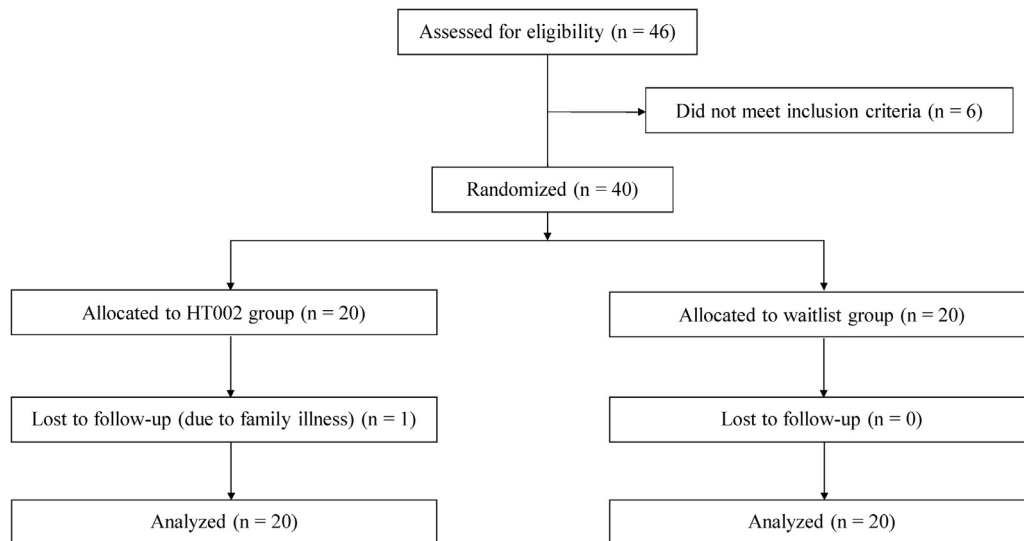 Assessed for eligibility (n = 46)
Did not meet inclusion criteria (n = 6)
Randomized (n = 40)
Allocated to HT002 group (n = 20)
Allocated to waitlist group (n = 20)
Lost to follow-up (due to family illness) (n = 1)
Lost to follow-up (n = 0)
Analyzed (n = 20)
Analyzed (n = 20)